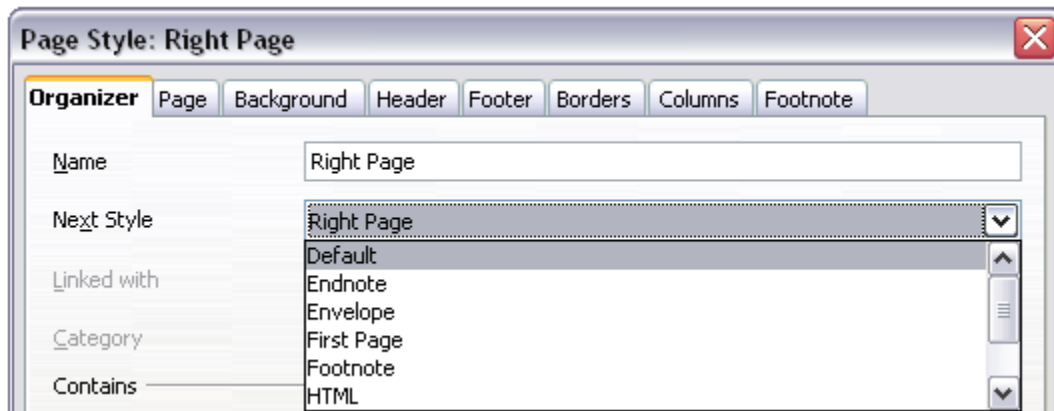 Page Style: Right Page
Organizer Page Background Header Footer Borders Columns Footnote
Name Right Page
Next Style Right Page
Default
Linked with Endnote
Envelope
Category First Page
Footnote
Contains HTML